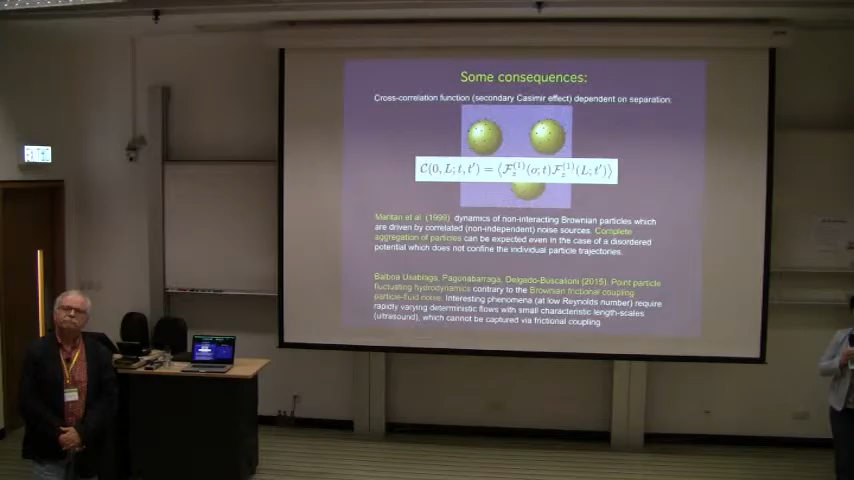 Some consequences:
Cross-correlation function (secondary Casimir effect) dependent on separation:
C(0, L; t, t′) = ⟨F_z^(1)(o; t)F_z^(1)(L; t′)⟩
Maritan et al. (1999) dynamics of non-interacting Brownian particles which
are driven by correlated (non-independent) noise sources. Complete
aggregation of particles can be expected even in the case of a disordered
potential which does not confine the individual particle trajectories.
Balboa Usabiaga, Pagonabarraga, Delgado-Buscalioni (2015). Point particle
fluctuating hydrodynamics contrary to the Brownian frictional coupling
particle-fluid noise. Interesting phenomena (at low Reynolds number) require
rapidly varying deterministic flows with small characteristic length-scales
(ultrasound), which cannot be captured via frictional coupling